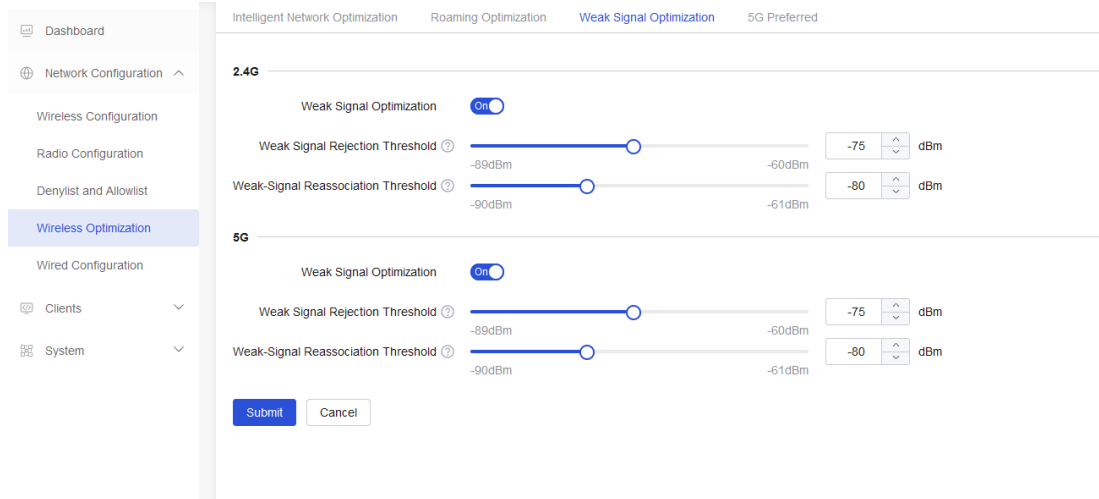 Intelligent Network Optimization Roaming Optimization Weak Signal Optimization 5G Preferred
Dashboard
Network Configuration
Wireless Configuration
Radio Configuration
Denylist and Allowlist
Wireless Optimization
Wired Configuration
Clients
System
2.4G
Weak Signal Optimization On
Weak Signal Rejection Threshold ? -75 dBm
-89dBm -60dBm
Weak-Signal Reassociation Threshold ? -80 dBm
-90dBm -61dBm
5G
Weak Signal Optimization On
Weak Signal Rejection Threshold ? -75 dBm
-89dBm -60dBm
Weak-Signal Reassociation Threshold ? -80 dBm
-90dBm -61dBm
Submit Cancel